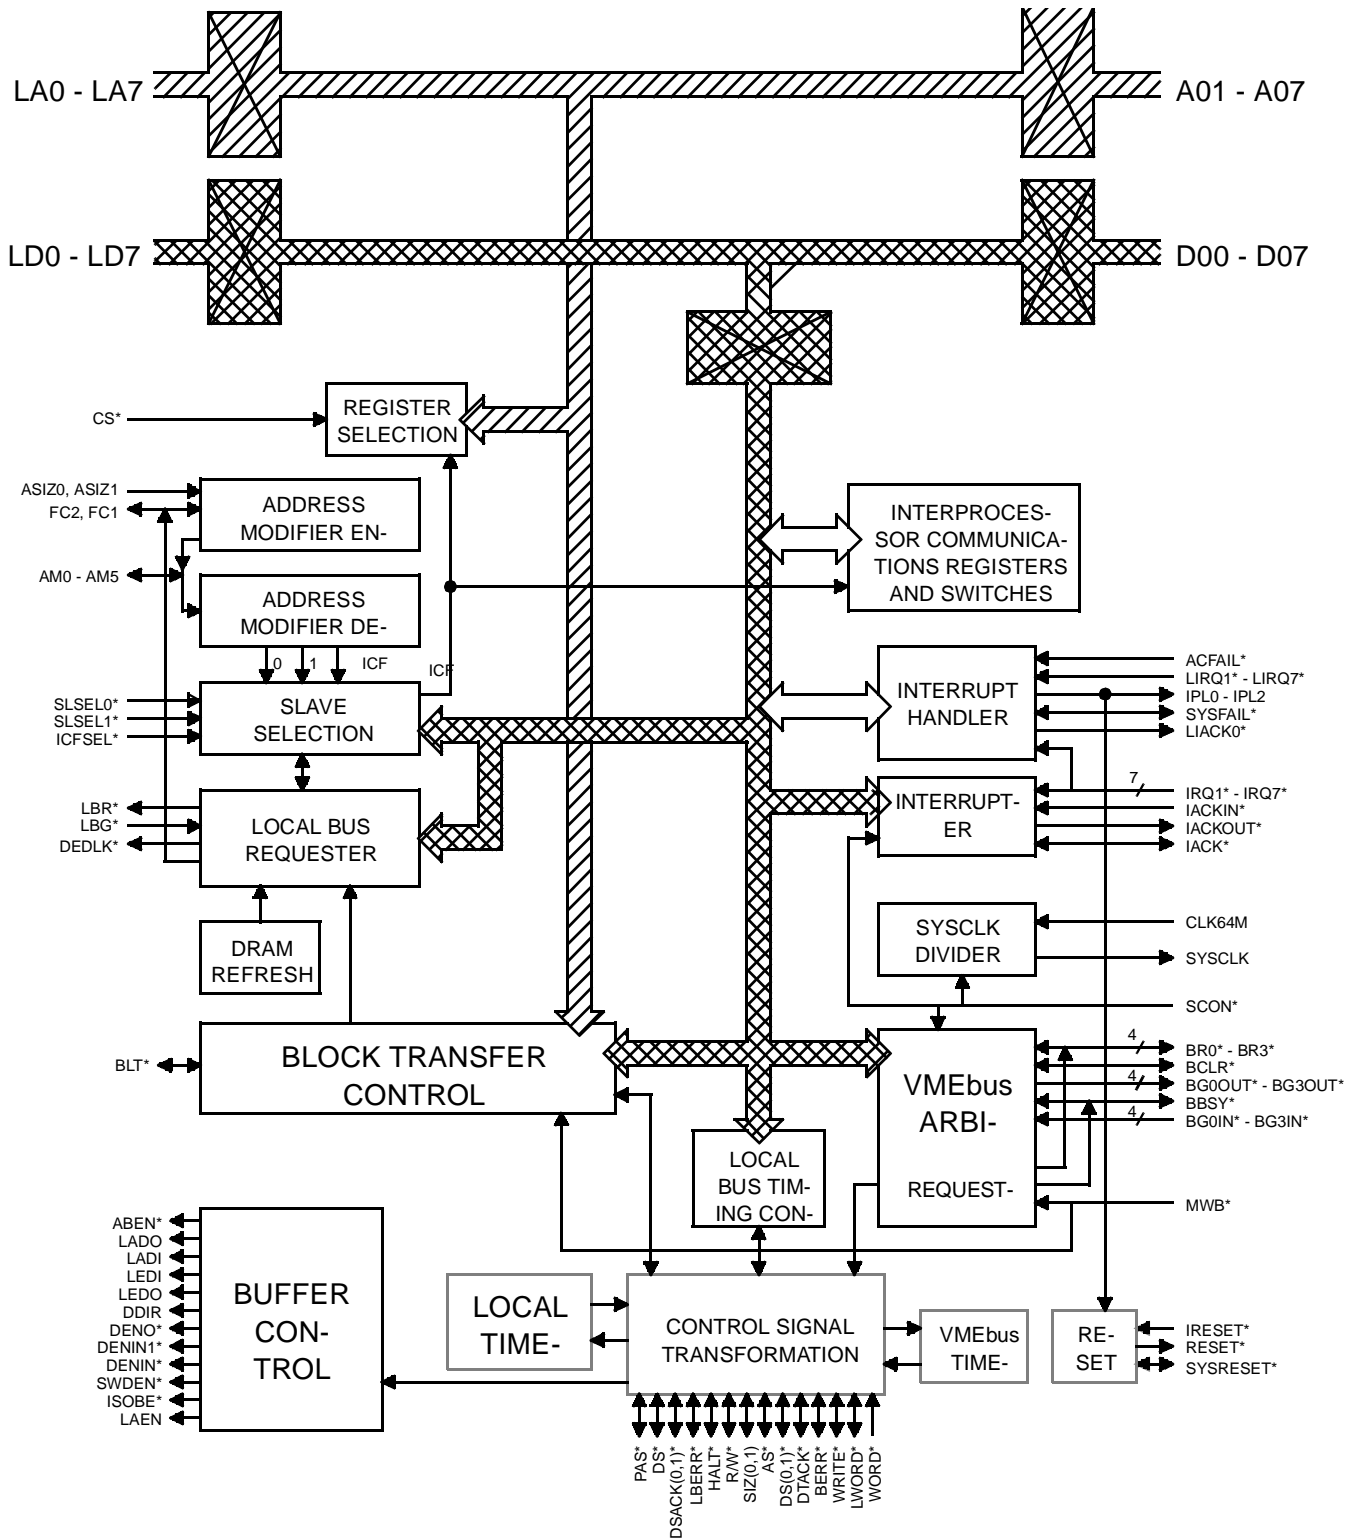 LA0 - LA7
A01 - A07
LD0 - LD7
D00 - D07
CS*
REGISTER
SELECTION
ASIZ0, ASIZ1
FC2, FC1
ADDRESS
MODIFIER EN-
AM0 - AM5
ADDRESS
MODIFIER DE-
0
1
ICF
ICF
SLSEL0*
SLSEL1*
ICFSEL*
SLAVE
SELECTION
LBR*
LBG*
DEDLK*
LOCAL BUS
REQUESTER
DRAM
REFRESH
BLT*
BLOCK TRANSFER
CONTROL
INTERPROCES-
SOR COMMUNICA-
TIONS REGISTERS
AND SWITCHES
INTERRUPT
HANDLER
ACFAIL*
LIRQ1* - LIRQ7*
IPL0 - IPL2
SYSFAIL*
LIACK0*
INTERRUPT-
ER
7
IRQ1* - IRQ7*
IACKIN*
IACKOUT*
IACK*
SYSCLK
DIVIDER
CLK64M
SYSCLK
SCON*
VMEbus
ARBI-
REQUEST-
4
BR0* - BR3*
BCLR*
4
BG0OUT* - BG3OUT*
BBSY*
4
BG0IN* - BG3IN*
MWB*
LOCAL
BUS TIM-
ING CON-
ABEN*
LADO
LADI
LEDI
LEDO
DDIR
DENO*
DENIN1*
DENIN*
SWDEN*
ISOBE*
LAEN
BUFFER
CON-
TROL
LOCAL
TIME-
CONTROL SIGNAL
TRANSFORMATION
VMEbus
TIME-
RE-
SET
IRESET*
RESET*
SYSRESET*
PAS*
DS*
DSACK(0,1)*
LBERR*
HALT*
R/W*
SIZ(0,1)
AS*
DS(0,1)*
DTACK*
BERR*
WRITE*
LWORD*
WORD*